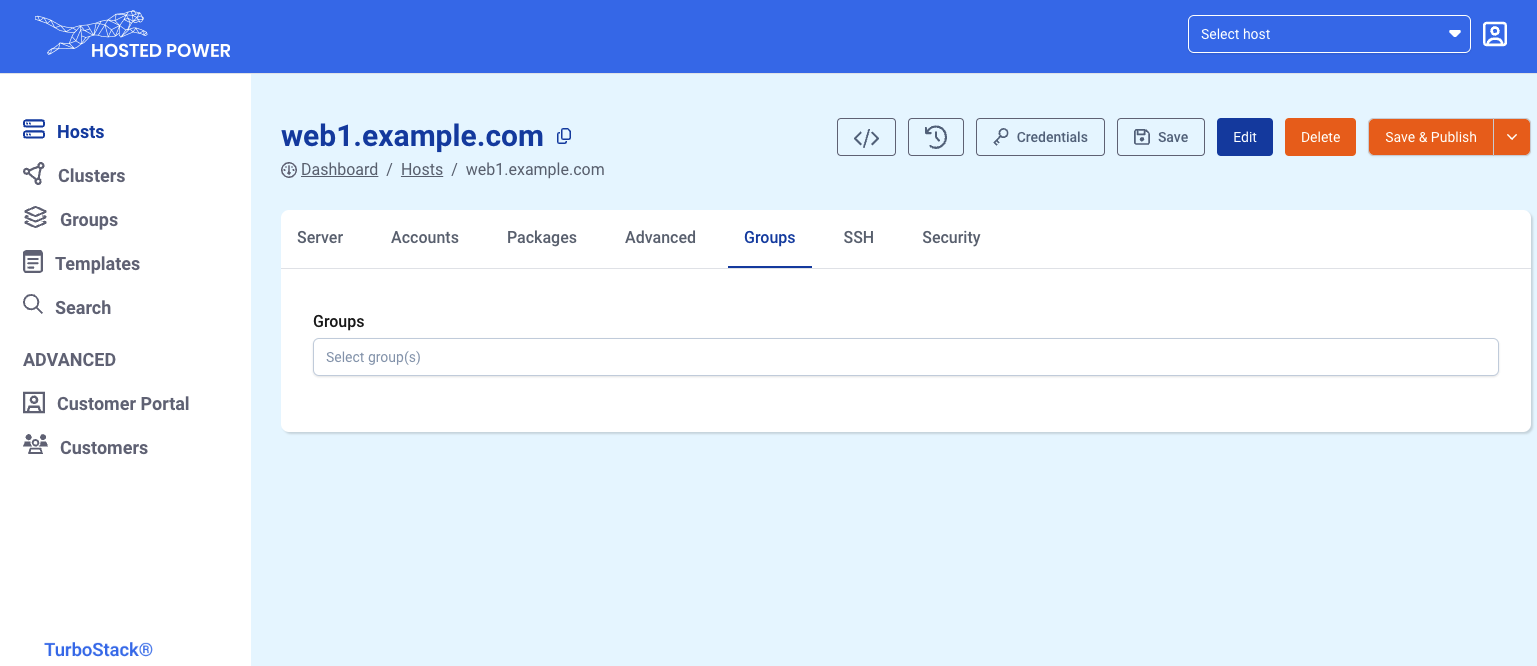 HOSTED POWER
Select host
Hosts
Clusters
Groups
Templates
Search
ADVANCED
Customer Portal
Customers
TurboStack®
web1.example.com
Credentials
Save
Edit
Delete
Save & Publish
Dashboard / Hosts / web1.example.com
Server Accounts Packages Advanced Groups SSH Security
Groups
Select group(s)